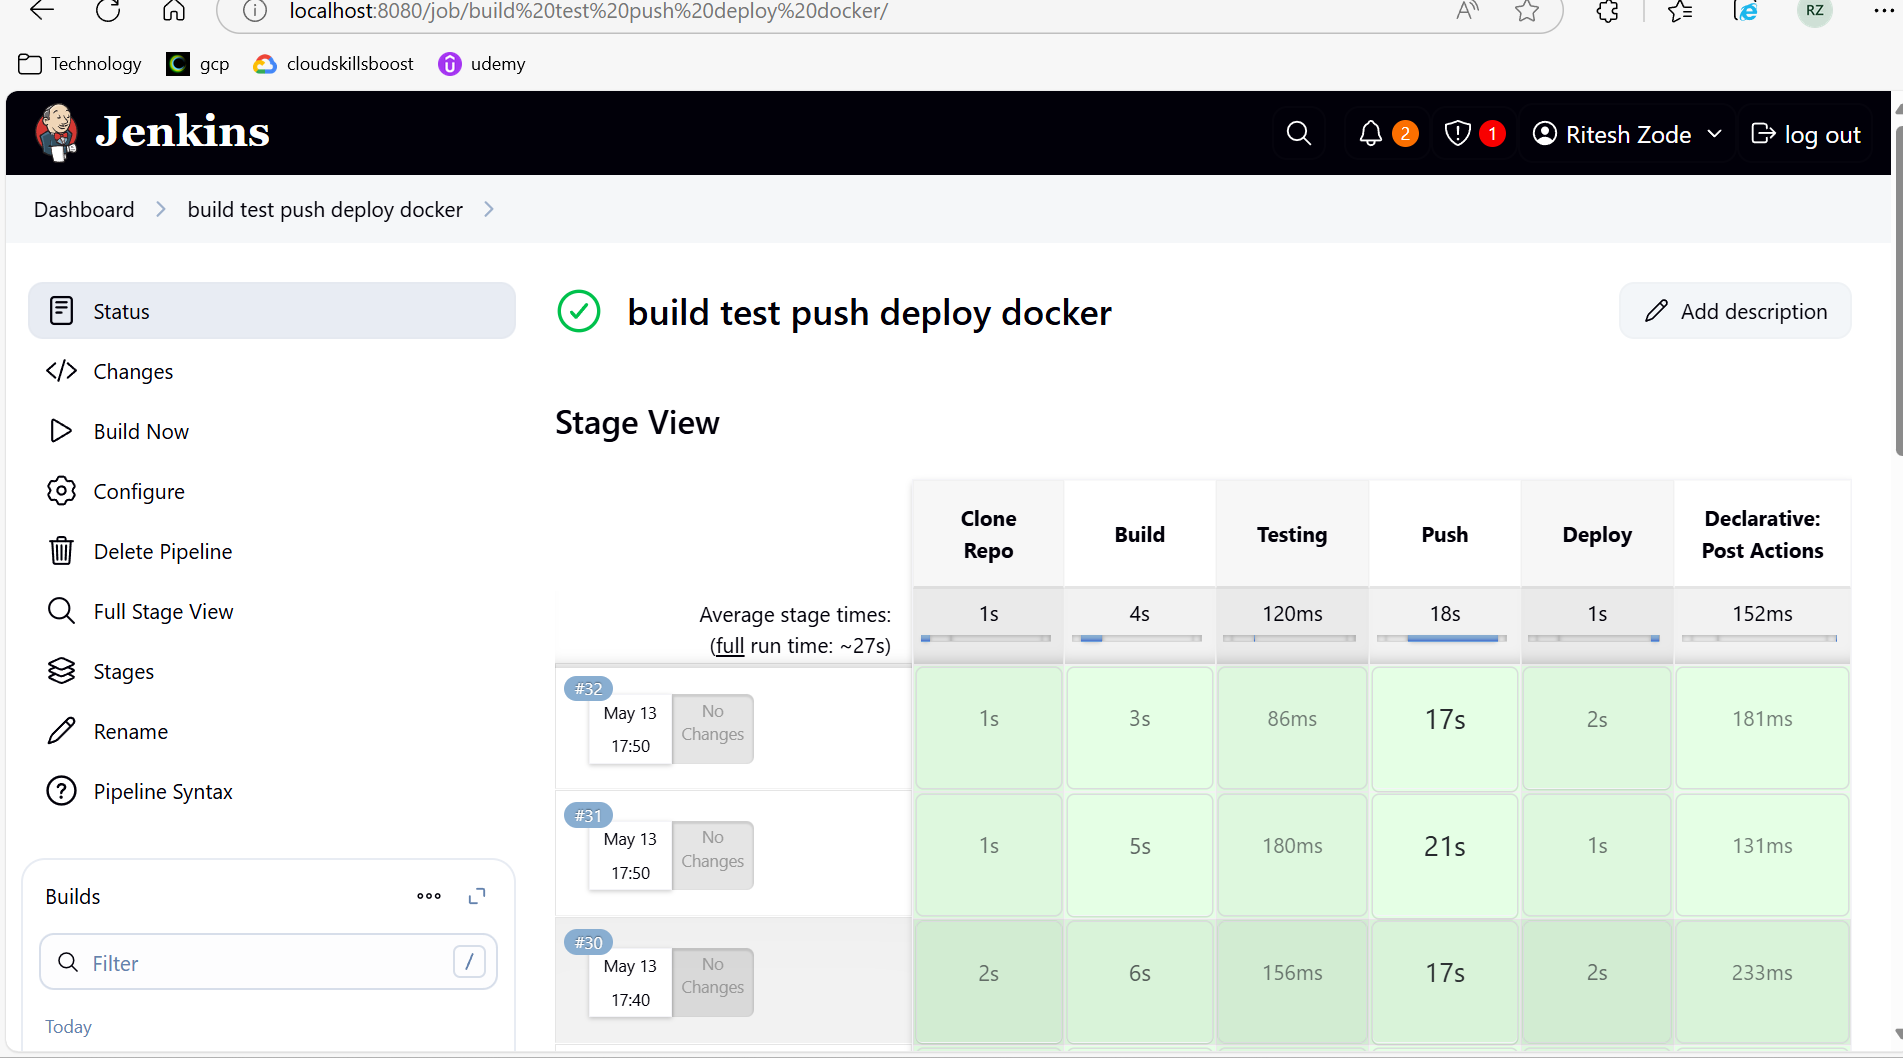 localhost:8080/job/build%20test%20push%20deploy%20docker/
RZ
Technology
gcp
cloudskillsboost
udemy
Jenkins
2
1
Ritesh Zode
log out
Dashboard
build test push deploy docker
Status
Changes
Build Now
Configure
Delete Pipeline
Full Stage View
Stages
Rename
Pipeline Syntax
Builds
Filter
/
Today
build test push deploy docker
Add description
Stage View
Clone Repo
Build
Testing
Push
Deploy
Declarative: Post Actions
Average stage times:
(full run time: ~27s)
1s
4s
120ms
18s
1s
152ms
#32
May 13
17:50
No
Changes
1s
3s
86ms
17s
2s
181ms
#31
May 13
17:50
No
Changes
1s
5s
180ms
21s
1s
131ms
#30
May 13
17:40
No
Changes
2s
6s
156ms
17s
2s
233ms